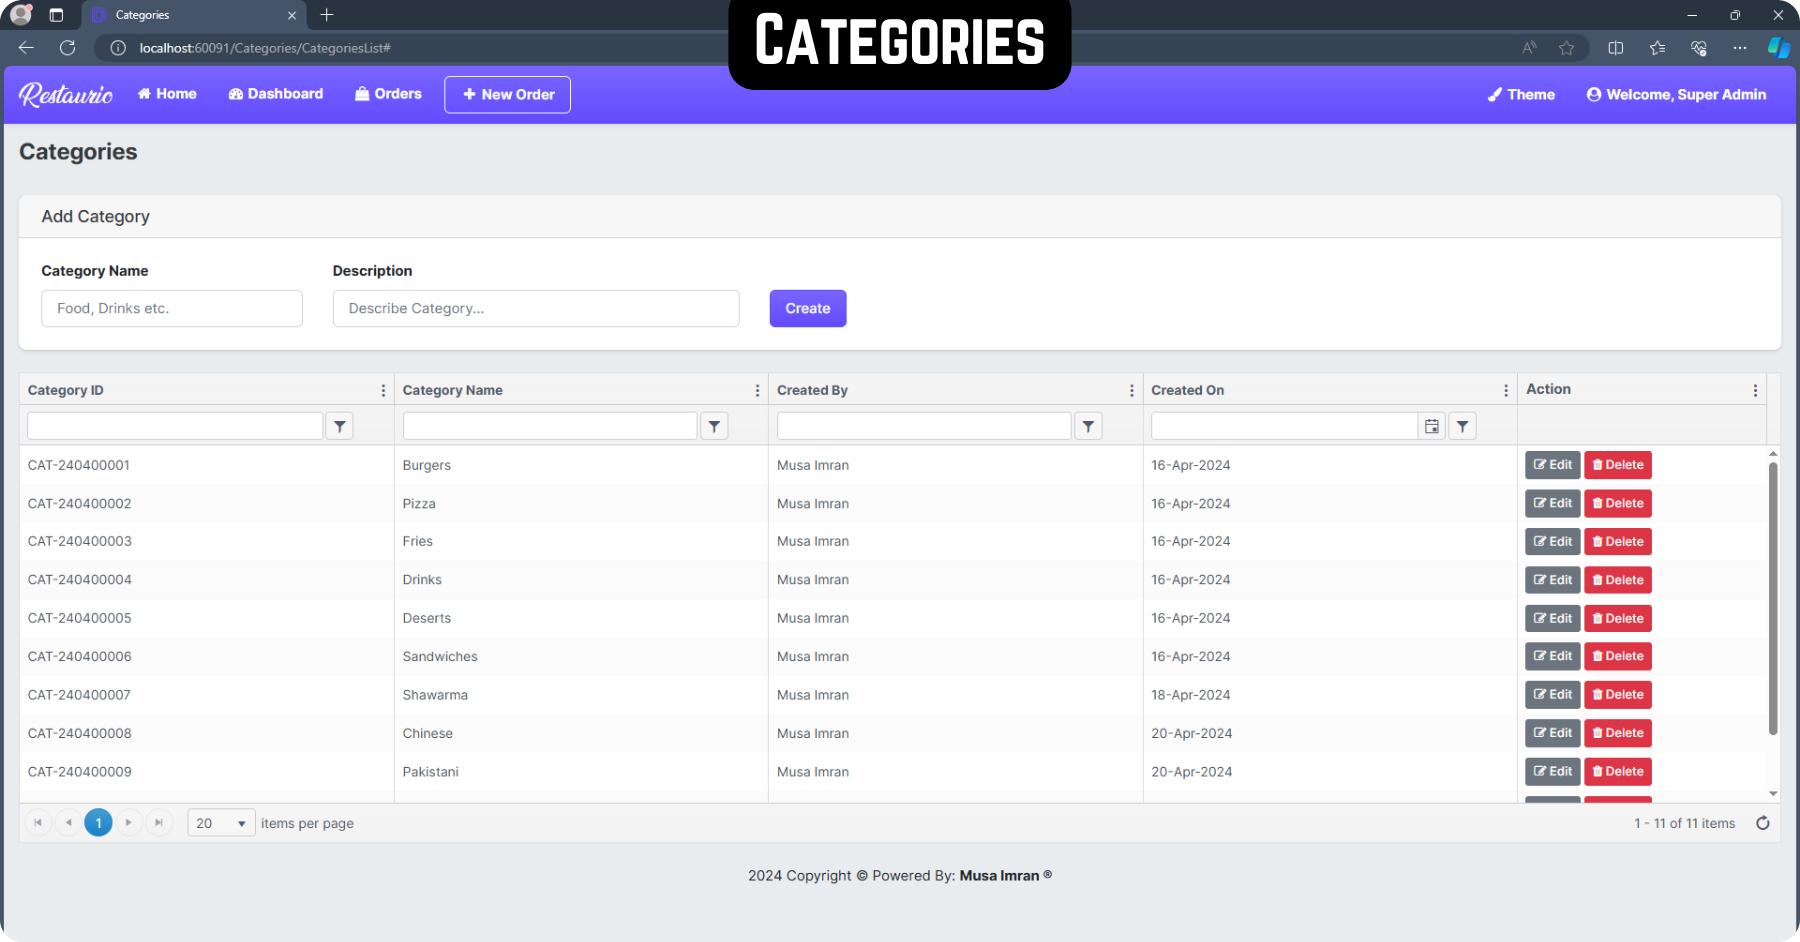 Categories
localhost:60091/Categories/CategoriesList#
CATEGORIES
Restaurio Home Dashboard Orders + New Order Theme Welcome, Super Admin
Categories
Add Category
Category Name Description
Food, Drinks etc. Describe Category... Create
Category ID Category Name Created By Created On Action
CAT-240400001 Burgers Musa Imran 16-Apr-2024 Edit Delete
CAT-240400002 Pizza Musa Imran 16-Apr-2024 Edit Delete
CAT-240400003 Fries Musa Imran 16-Apr-2024 Edit Delete
CAT-240400004 Drinks Musa Imran 16-Apr-2024 Edit Delete
CAT-240400005 Deserts Musa Imran 16-Apr-2024 Edit Delete
CAT-240400006 Sandwiches Musa Imran 16-Apr-2024 Edit Delete
CAT-240400007 Shawarma Musa Imran 18-Apr-2024 Edit Delete
CAT-240400008 Chinese Musa Imran 20-Apr-2024 Edit Delete
CAT-240400009 Pakistani Musa Imran 20-Apr-2024 Edit Delete
1 20 items per page 1 - 11 of 11 items
2024 Copyright © Powered By: Musa Imran ®